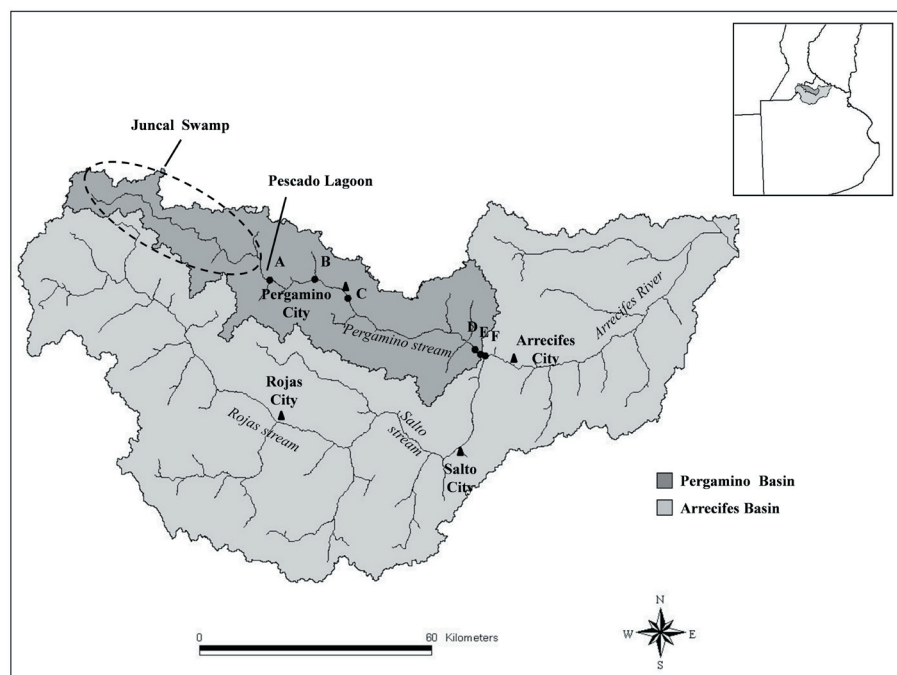 Juncal Swamp
Pescado Lagoon
A
B
Pergamino
City
C
Pergamino stream
D
E
F
Arrecifes
City
Arrecifes River
Rojas
City
Rojas stream
Salto
stream
Salto
City
Pergamino Basin
Arrecifes Basin
0
60 Kilometers
N
W
E
S